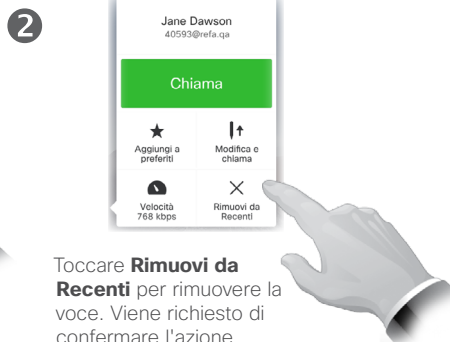 2
Jane Dawson
40593@refa.qa
Chiama
Aggiungi a
preferiti
Modifica e
chiama
Velocità
768 kbps
Rimuovi da
Recenti
Toccare Rimuovi da
Recenti per rimuovere la
voce. Viene richiesto di
confermare l'azione